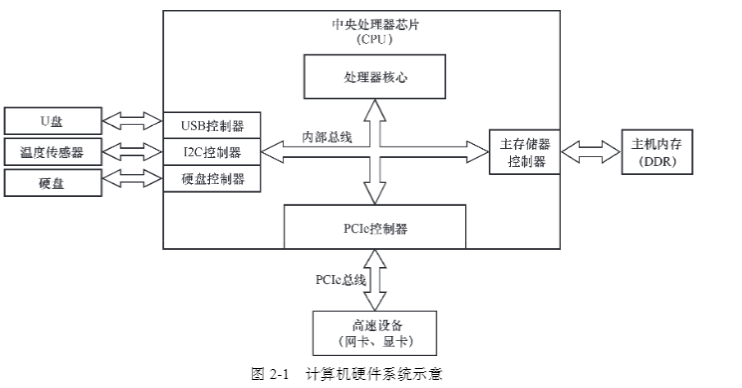 中央处理器芯片
（CPU）
处理器核心
U盘
USB控制器
内部总线
温度传感器
I2C控制器
主存储器
控制器
主机内存
(DDR)
硬盘
硬盘控制器
PCIe控制器
PCIe总线
高速设备
（网卡、显卡）
图 2-1 计算机硬件系统示意